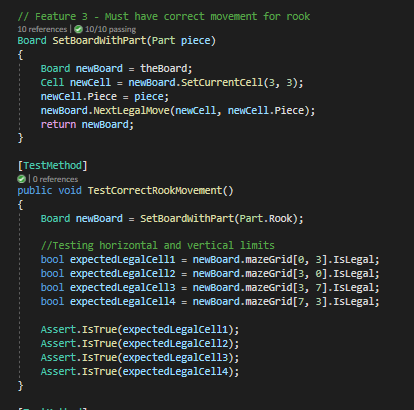 // Feature 3 - Must have correct movement for rook
10 references | 10/10 passing
Board SetBoardWithPart(Part piece)
{
Board newBoard = theBoard;
Cell newCell = newBoard.SetCurrentCell(3, 3);
newCell.Piece = piece;
newBoard.NextLegalMove(newCell, newCell.Piece);
return newBoard;
}
[TestMethod]
| 0 references
public void TestCorrectRookMovement()
{
Board newBoard = SetBoardWithPart(Part.Rook);
//Testing horizontal and vertical limits
bool expectedLegalCell1 = newBoard.mazeGrid[0, 3].IsLegal;
bool expectedLegalCell2 = newBoard.mazeGrid[3, 0].IsLegal;
bool expectedLegalCell3 = newBoard.mazeGrid[3, 7].IsLegal;
bool expectedLegalCell4 = newBoard.mazeGrid[7, 3].IsLegal;
Assert.IsTrue(expectedLegalCell1);
Assert.IsTrue(expectedLegalCell2);
Assert.IsTrue(expectedLegalCell3);
Assert.IsTrue(expectedLegalCell4);
}